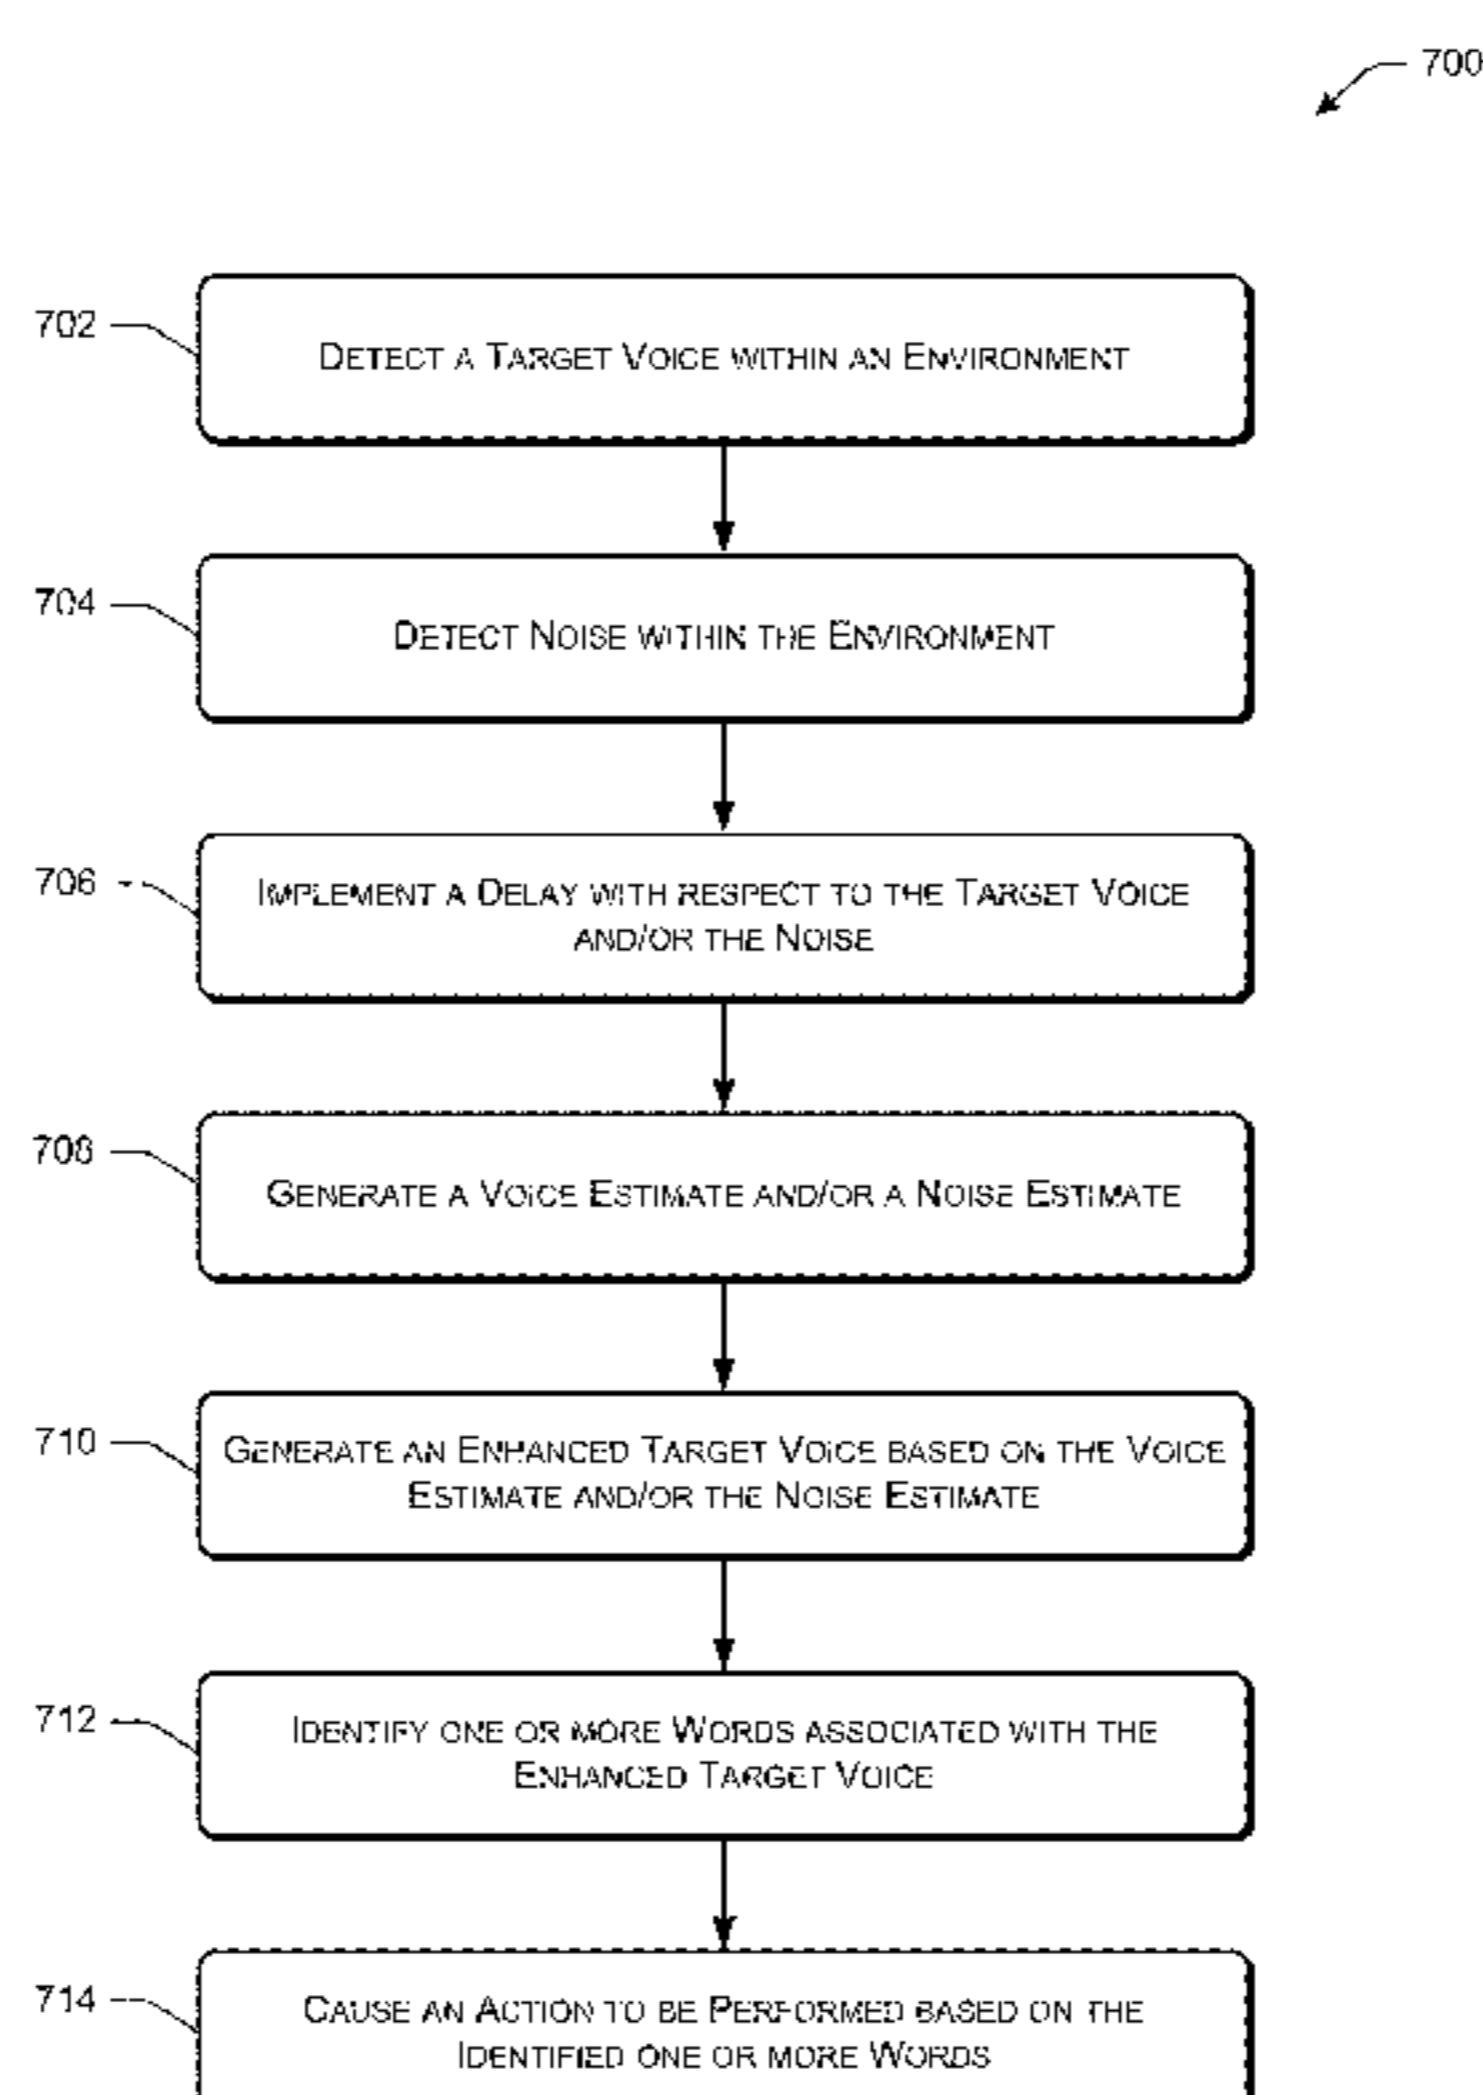 700
702
DETECT A TARGET VOICE WITHIN AN ENVIRONMENT
704
DETECT NOISE WITHIN THE ENVIRONMENT
706
IMPLEMENT A DELAY WITH RESPECT TO THE TARGET VOICE
AND/OR THE NOISE
708
GENERATE A VOICE ESTIMATE AND/OR A NOISE ESTIMATE
710
GENERATE AN ENHANCED TARGET VOICE BASED ON THE VOICE
ESTIMATE AND/OR THE NOISE ESTIMATE
712
IDENTIFY ONE OR MORE WORDS ASSOCIATED WITH THE
ENHANCED TARGET VOICE
714
CAUSE AN ACTION TO BE PERFORMED BASED ON THE
IDENTIFIED ONE OR MORE WORDS